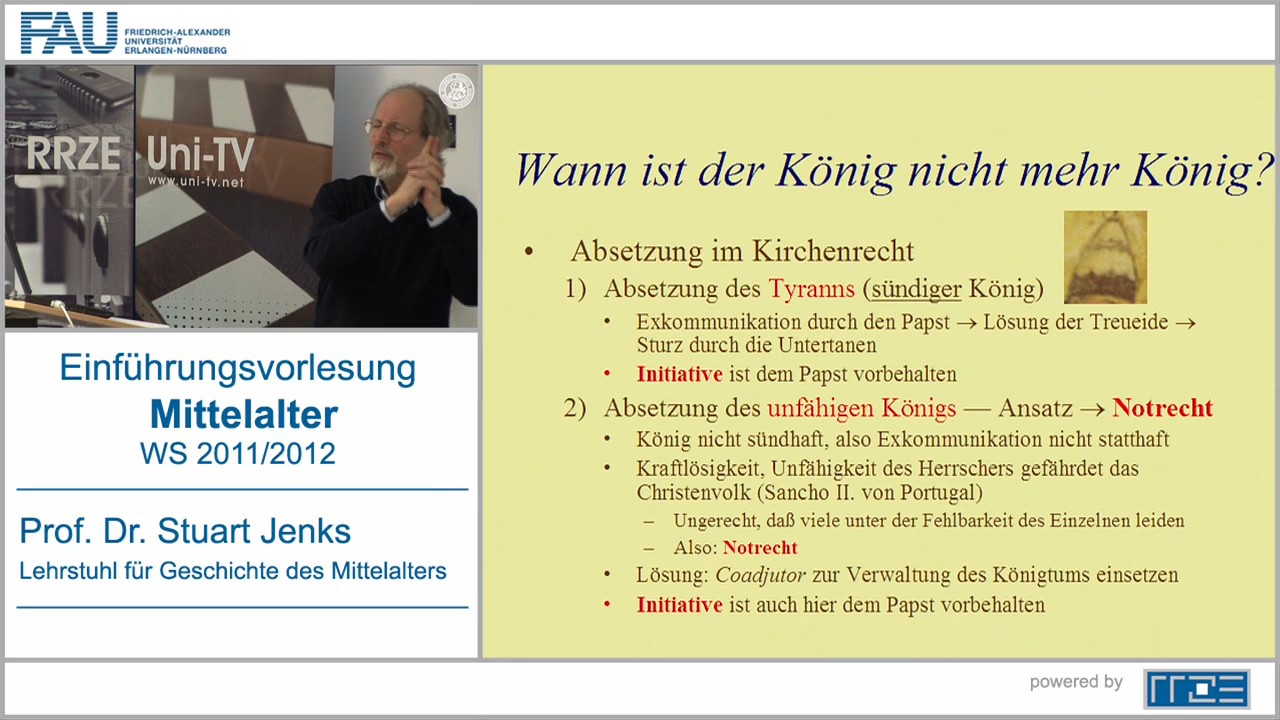 FAU
FRIEDRICH-ALEXANDER
UNIVERSITÄT
ERLANGEN-NÜRNBERG
RRZE
Uni-TV
www.uni-tv.net
Einführungsvorlesung
Mittelalter
WS 2011/2012
Prof. Dr. Stuart Jenks
Lehrstuhl für Geschichte des Mittelalters
Wann ist der König nicht mehr König?
• Absetzung im Kirchenrecht
1) Absetzung des Tyranns (sündiger König)
• Exkommunikation durch den Papst → Lösung der Treueide →
Sturz durch die Untertanen
• Initiative ist dem Papst vorbehalten
2) Absetzung des unfähigen Königs — Ansatz → Notrecht
• König nicht sündhaft, also Exkommunikation nicht statthaft
• Kraftlösigkeit, Unfähigkeit des Herrschers gefährdet das
Christenvolk (Sancho II. von Portugal)
– Ungerecht, daß viele unter der Fehlbarkeit des Einzelnen leiden
– Also: Notrecht
• Lösung: Coadjutor zur Verwaltung des Königtums einsetzen
• Initiative ist auch hier dem Papst vorbehalten
powered by
rrze